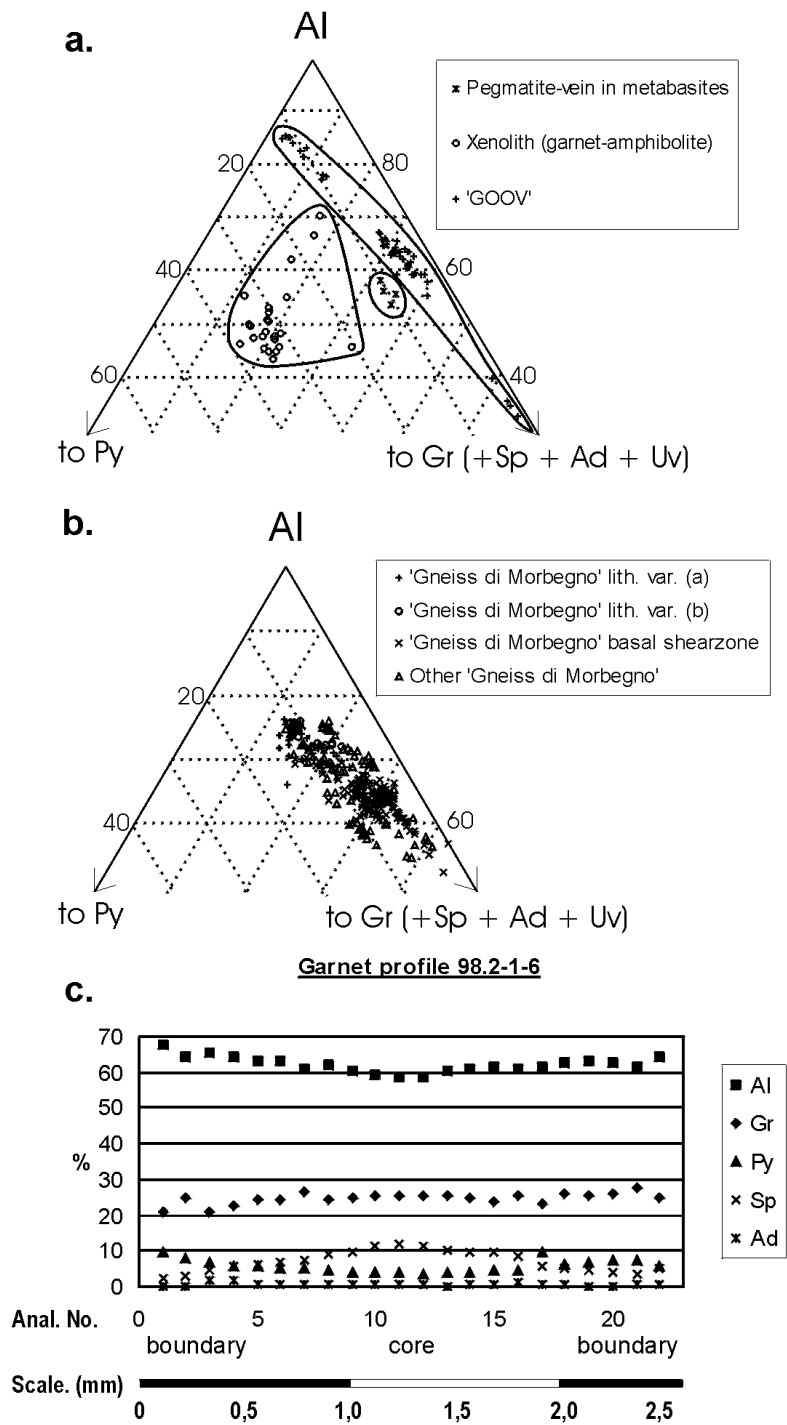 a.
Al
Pegmatite-vein in metabasites
Xenolith (garnet-amphibolite)
'GOOV'
20
80
40
60
60
40
to Py
to Gr (+Sp + Ad + Uv)
b.
Al
'Gneiss di Morbegno' lith. var. (a)
'Gneiss di Morbegno' lith. var. (b)
'Gneiss di Morbegno' basal shearzone
Other 'Gneiss di Morbegno'
20
40
60
to Py
to Gr (+Sp + Ad + Uv)
Garnet profile 98.2-1-6
c.
70
60
50
40
30
20
10
0
%
Al
Gr
Py
Sp
Ad
Anal. No. 0 5 10 15 20
boundary core boundary
Scale. (mm)
0 0,5 1,0 1,5 2,0 2,5